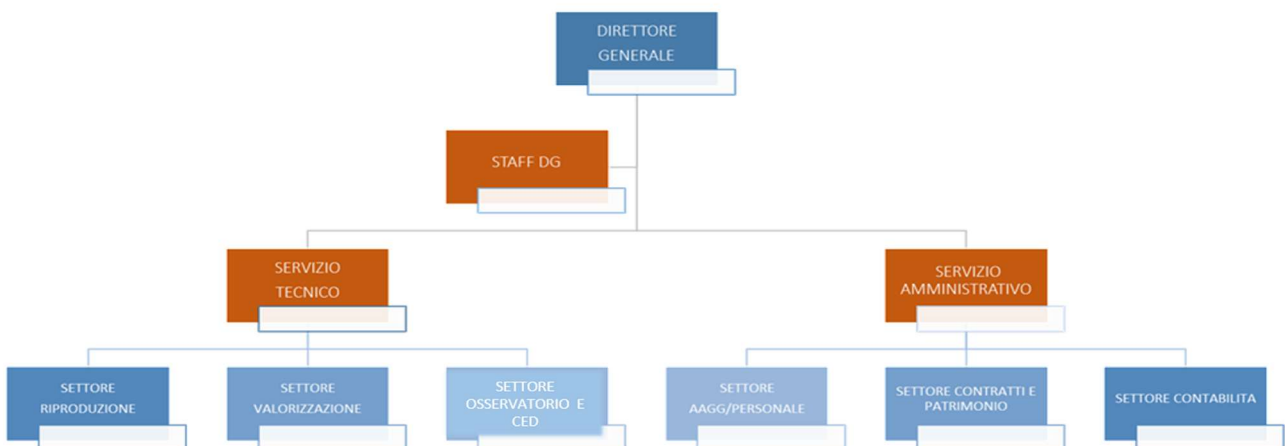 DIRETTORE
GENERALE
STAFF DG
SERVIZIO
TECNICO
SERVIZIO
AMMINISTRATIVO
SETTORE
RIPRODUZIONE
SETTORE
VALORIZZAZIONE
SETTORE
OSSERVATORIO E
CED
SETTORE
AAGG/PERSONALE
SETTORE CONTRATTI E
PATRIMONIO
SETTORE CONTABILITA